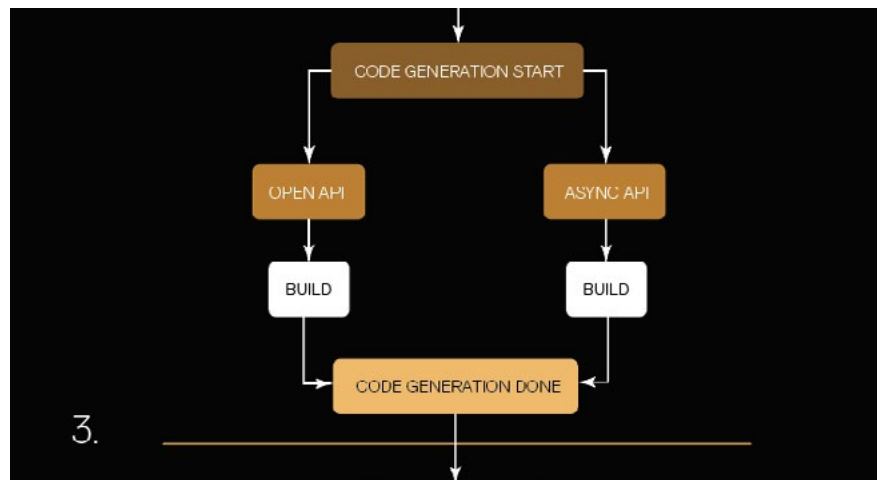 CODE GENERATION START
OPEN API
ASYNC API
BUILD
BUILD
CODE GENERATION DONE
3.